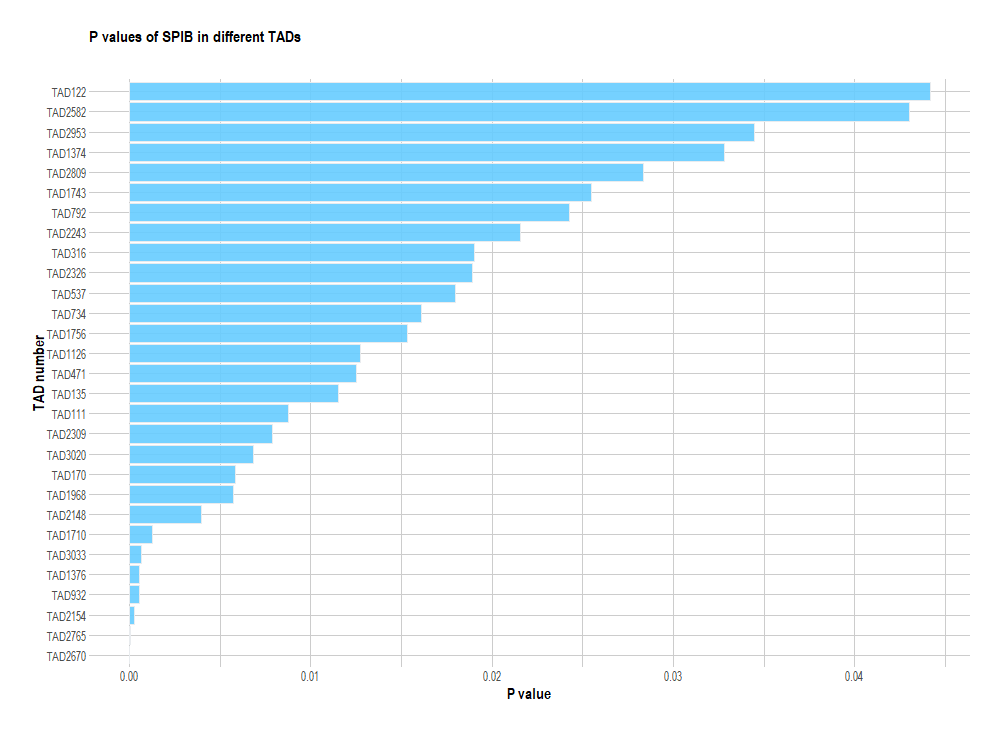 P values of SPIB in different TADs
TAD122
TAD2582
TAD2953
TAD1374
TAD2809
TAD1743
TAD792
TAD2243
TAD316
TAD2326
TAD537
TAD734
TAD1756
TAD1126
TAD471
TAD135
TAD111
TAD2309
TAD3020
TAD170
TAD1968
TAD2148
TAD1710
TAD3033
TAD1376
TAD932
TAD2154
TAD2765
TAD2670
TAD number
0.00 0.01 0.02 0.03 0.04
P value